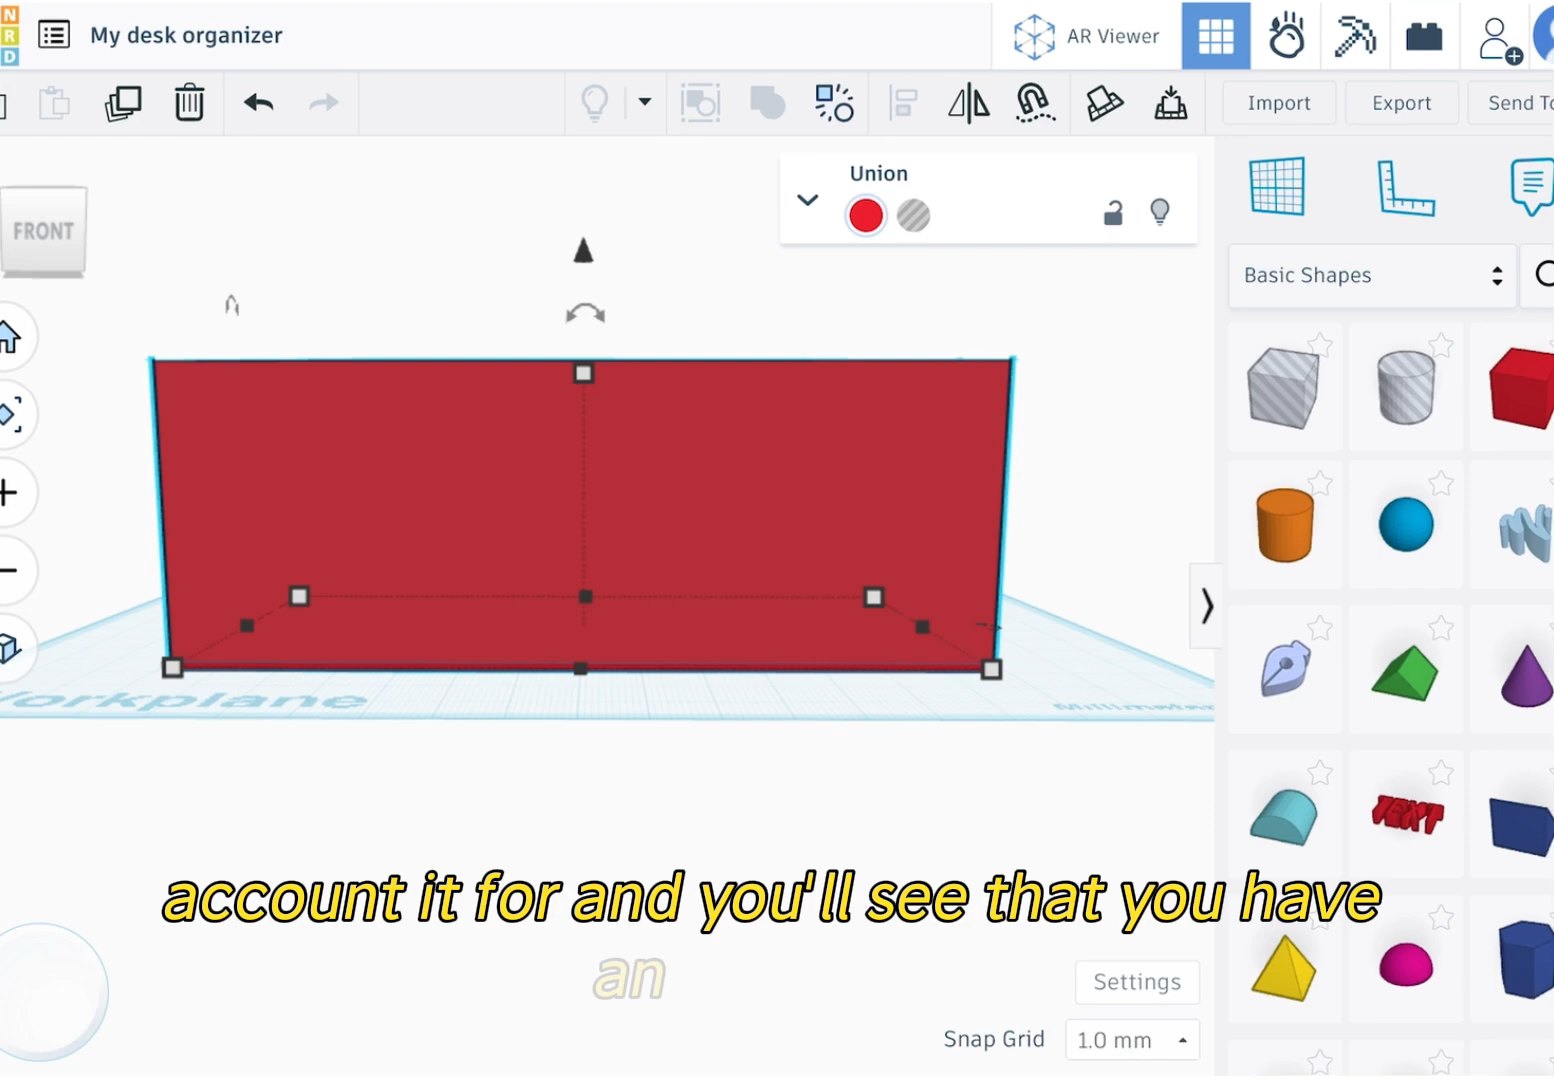 N
R
D
My desk organizer
AR Viewer
Import
Export
Send To
Union
FRONT
Basic Shapes
Workplane
TEXT
account it for and you'll see that you have
an
Settings
Snap Grid
1.0 mm